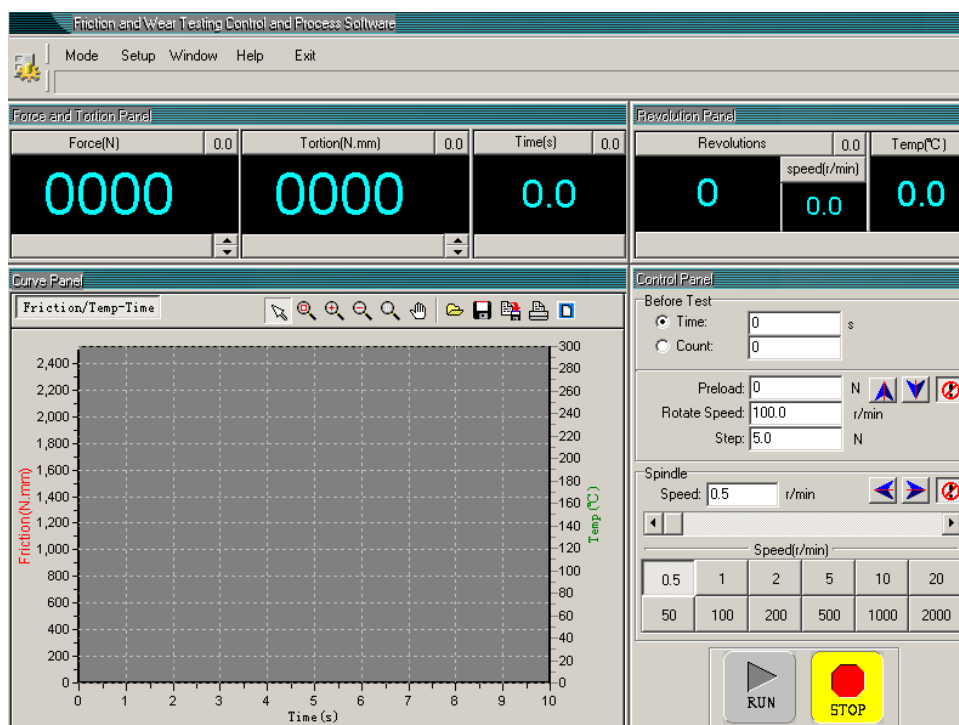 Friction and Wear Testing Control and Process Software
Mode Setup Window Help Exit
Force and Tortion Panel
Force(N) 0.0 Tortion(N.mm) 0.0 Time(s) 0.0
0000 0000 0.0
Revolution Panel
Revolutions 0.0 Temp(℃)
speed(r/min)
0 0.0 0.0
Curve Panel
Friction/Temp-Time
2,400
2,200
2,000
1,800
1,600
1,400
1,200
1,000
800
600
400
200
0
Friction(N.mm)
300
280
260
240
220
200
180
160
140
120
100
80
60
40
20
0
Temp(℃)
0 1 2 3 4 5 6 7 8 9 10
Time(s)
Control Panel
Before Test
Time: 0 s
Count: 0
Preload: 0 N
Rotate Speed: 100.0 r/min
Step: 5.0 N
Spindle
Speed: 0.5 r/min
Speed(r/min)
0.5 1 2 5 10 20
50 100 200 500 1000 2000
RUN STOP